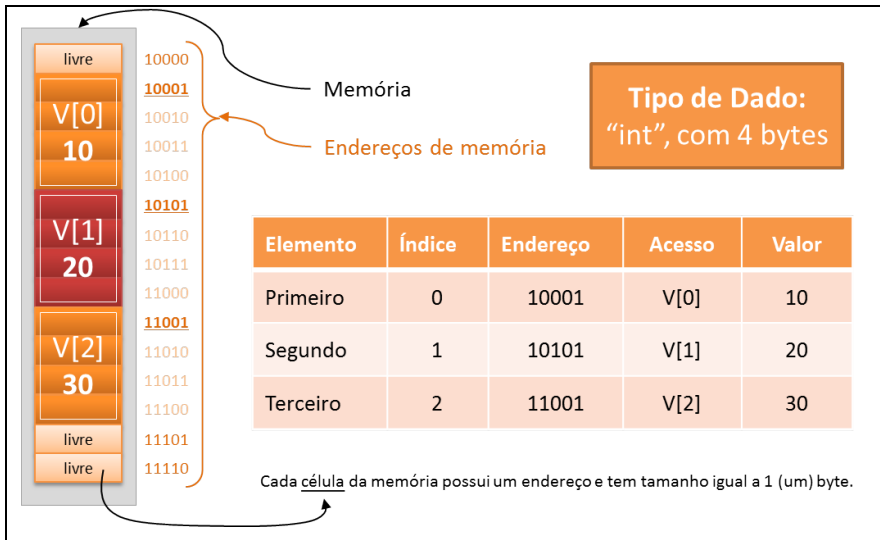 livre
V[0]
10
V[1]
20
V[2]
30
livre
livre
10000
10001
10010
10011
10100
10101
10110
10111
11000
11001
11010
11011
11100
11101
11110
Memória
Endereços de memória
Tipo de Dado:
“int”, com 4 bytes
Elemento Índice Endereço Acesso Valor
Primeiro 0 10001 V[0] 10
Segundo 1 10101 V[1] 20
Terceiro 2 11001 V[2] 30
Cada célula da memória possui um endereço e tem tamanho igual a 1 (um) byte.